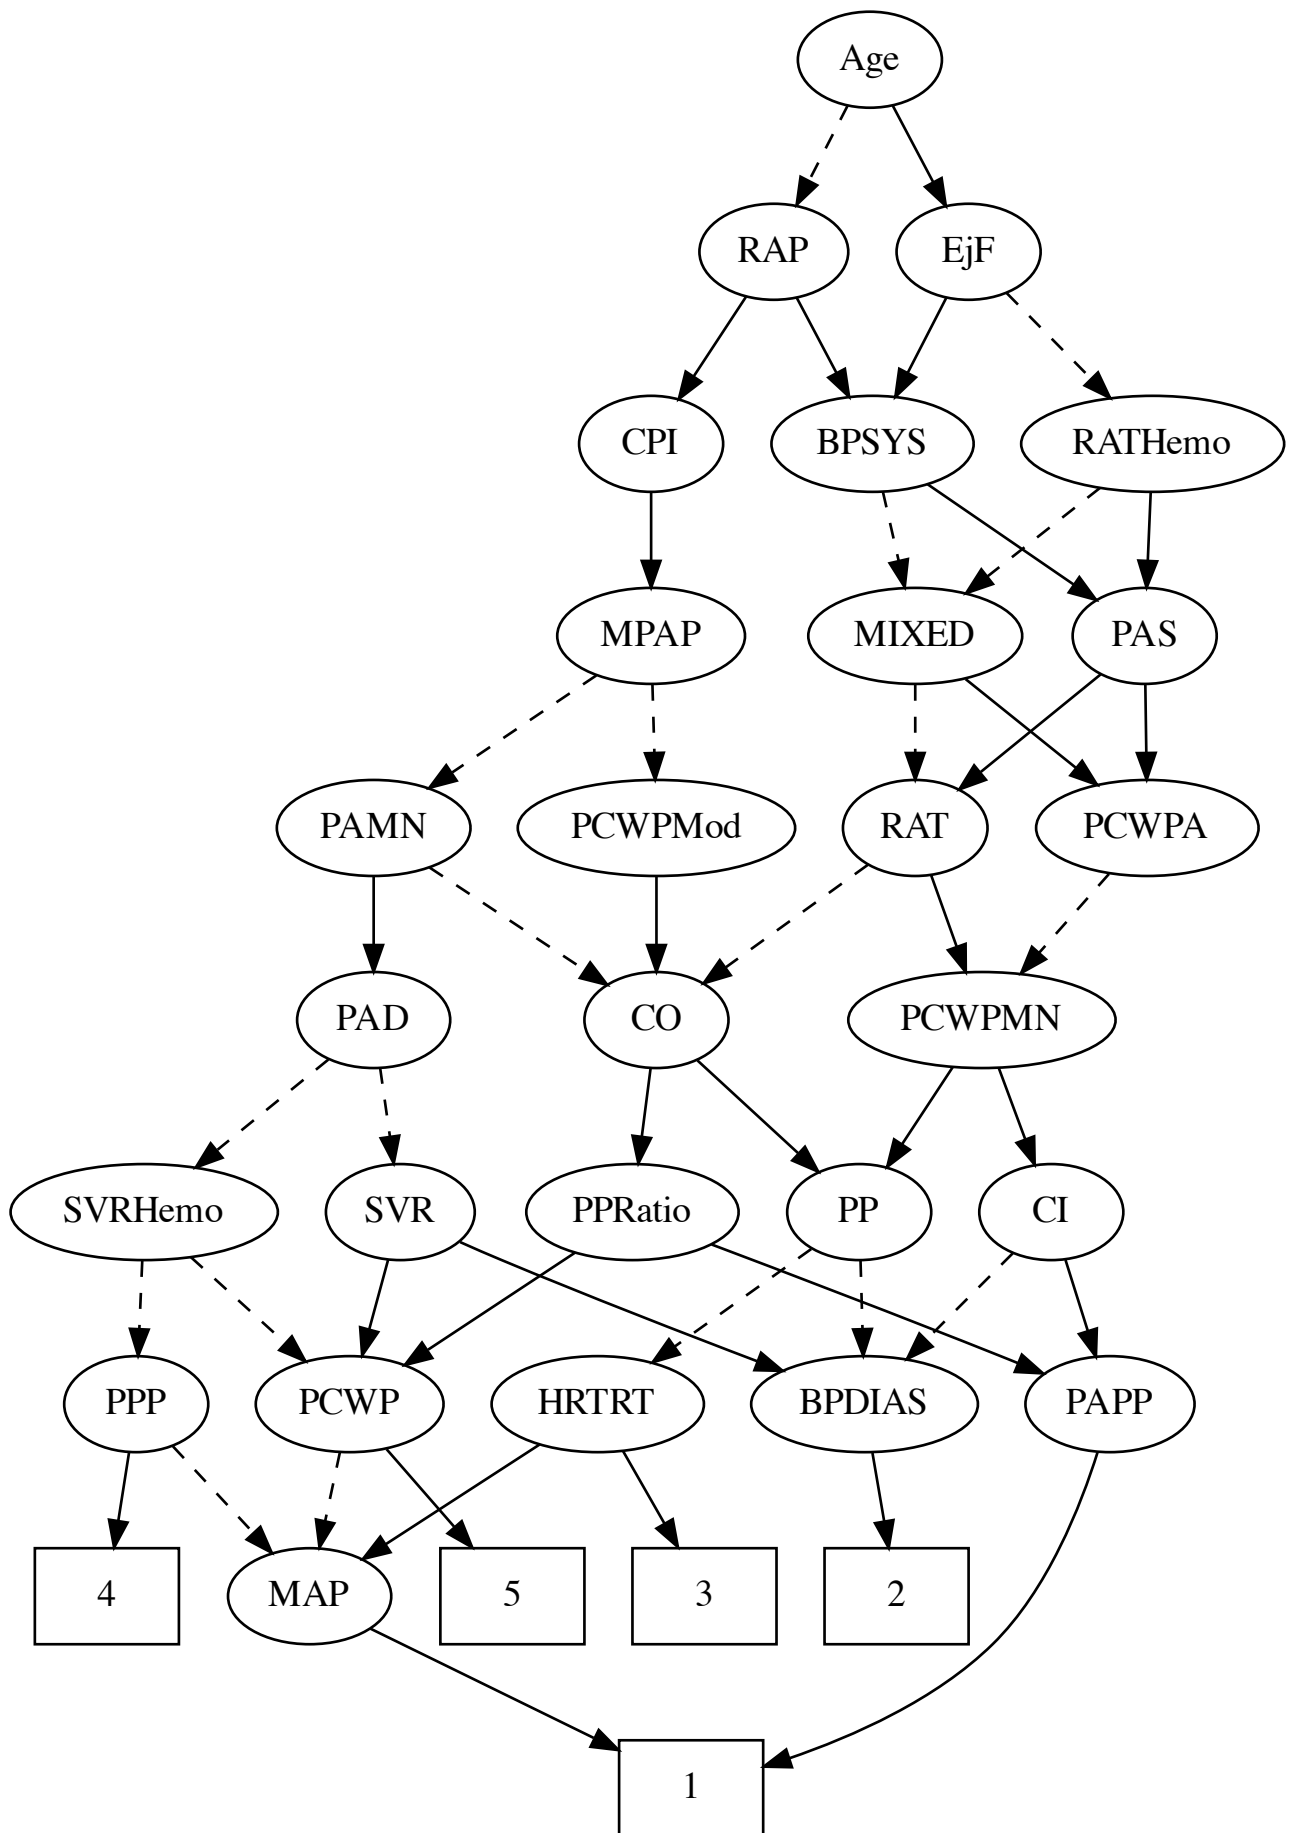 Age
RAP
EjF
CPI
BPSYS
RATHemo
MPAP
MIXED
PAS
PAMN
PCWPMod
RAT
PCWPA
PAD
CO
PCWPMN
SVRHemo
SVR
PPRatio
PP
CI
PPP
PCWP
HRTRT
BPDIAS
PAPP
4
MAP
5
3
2
1